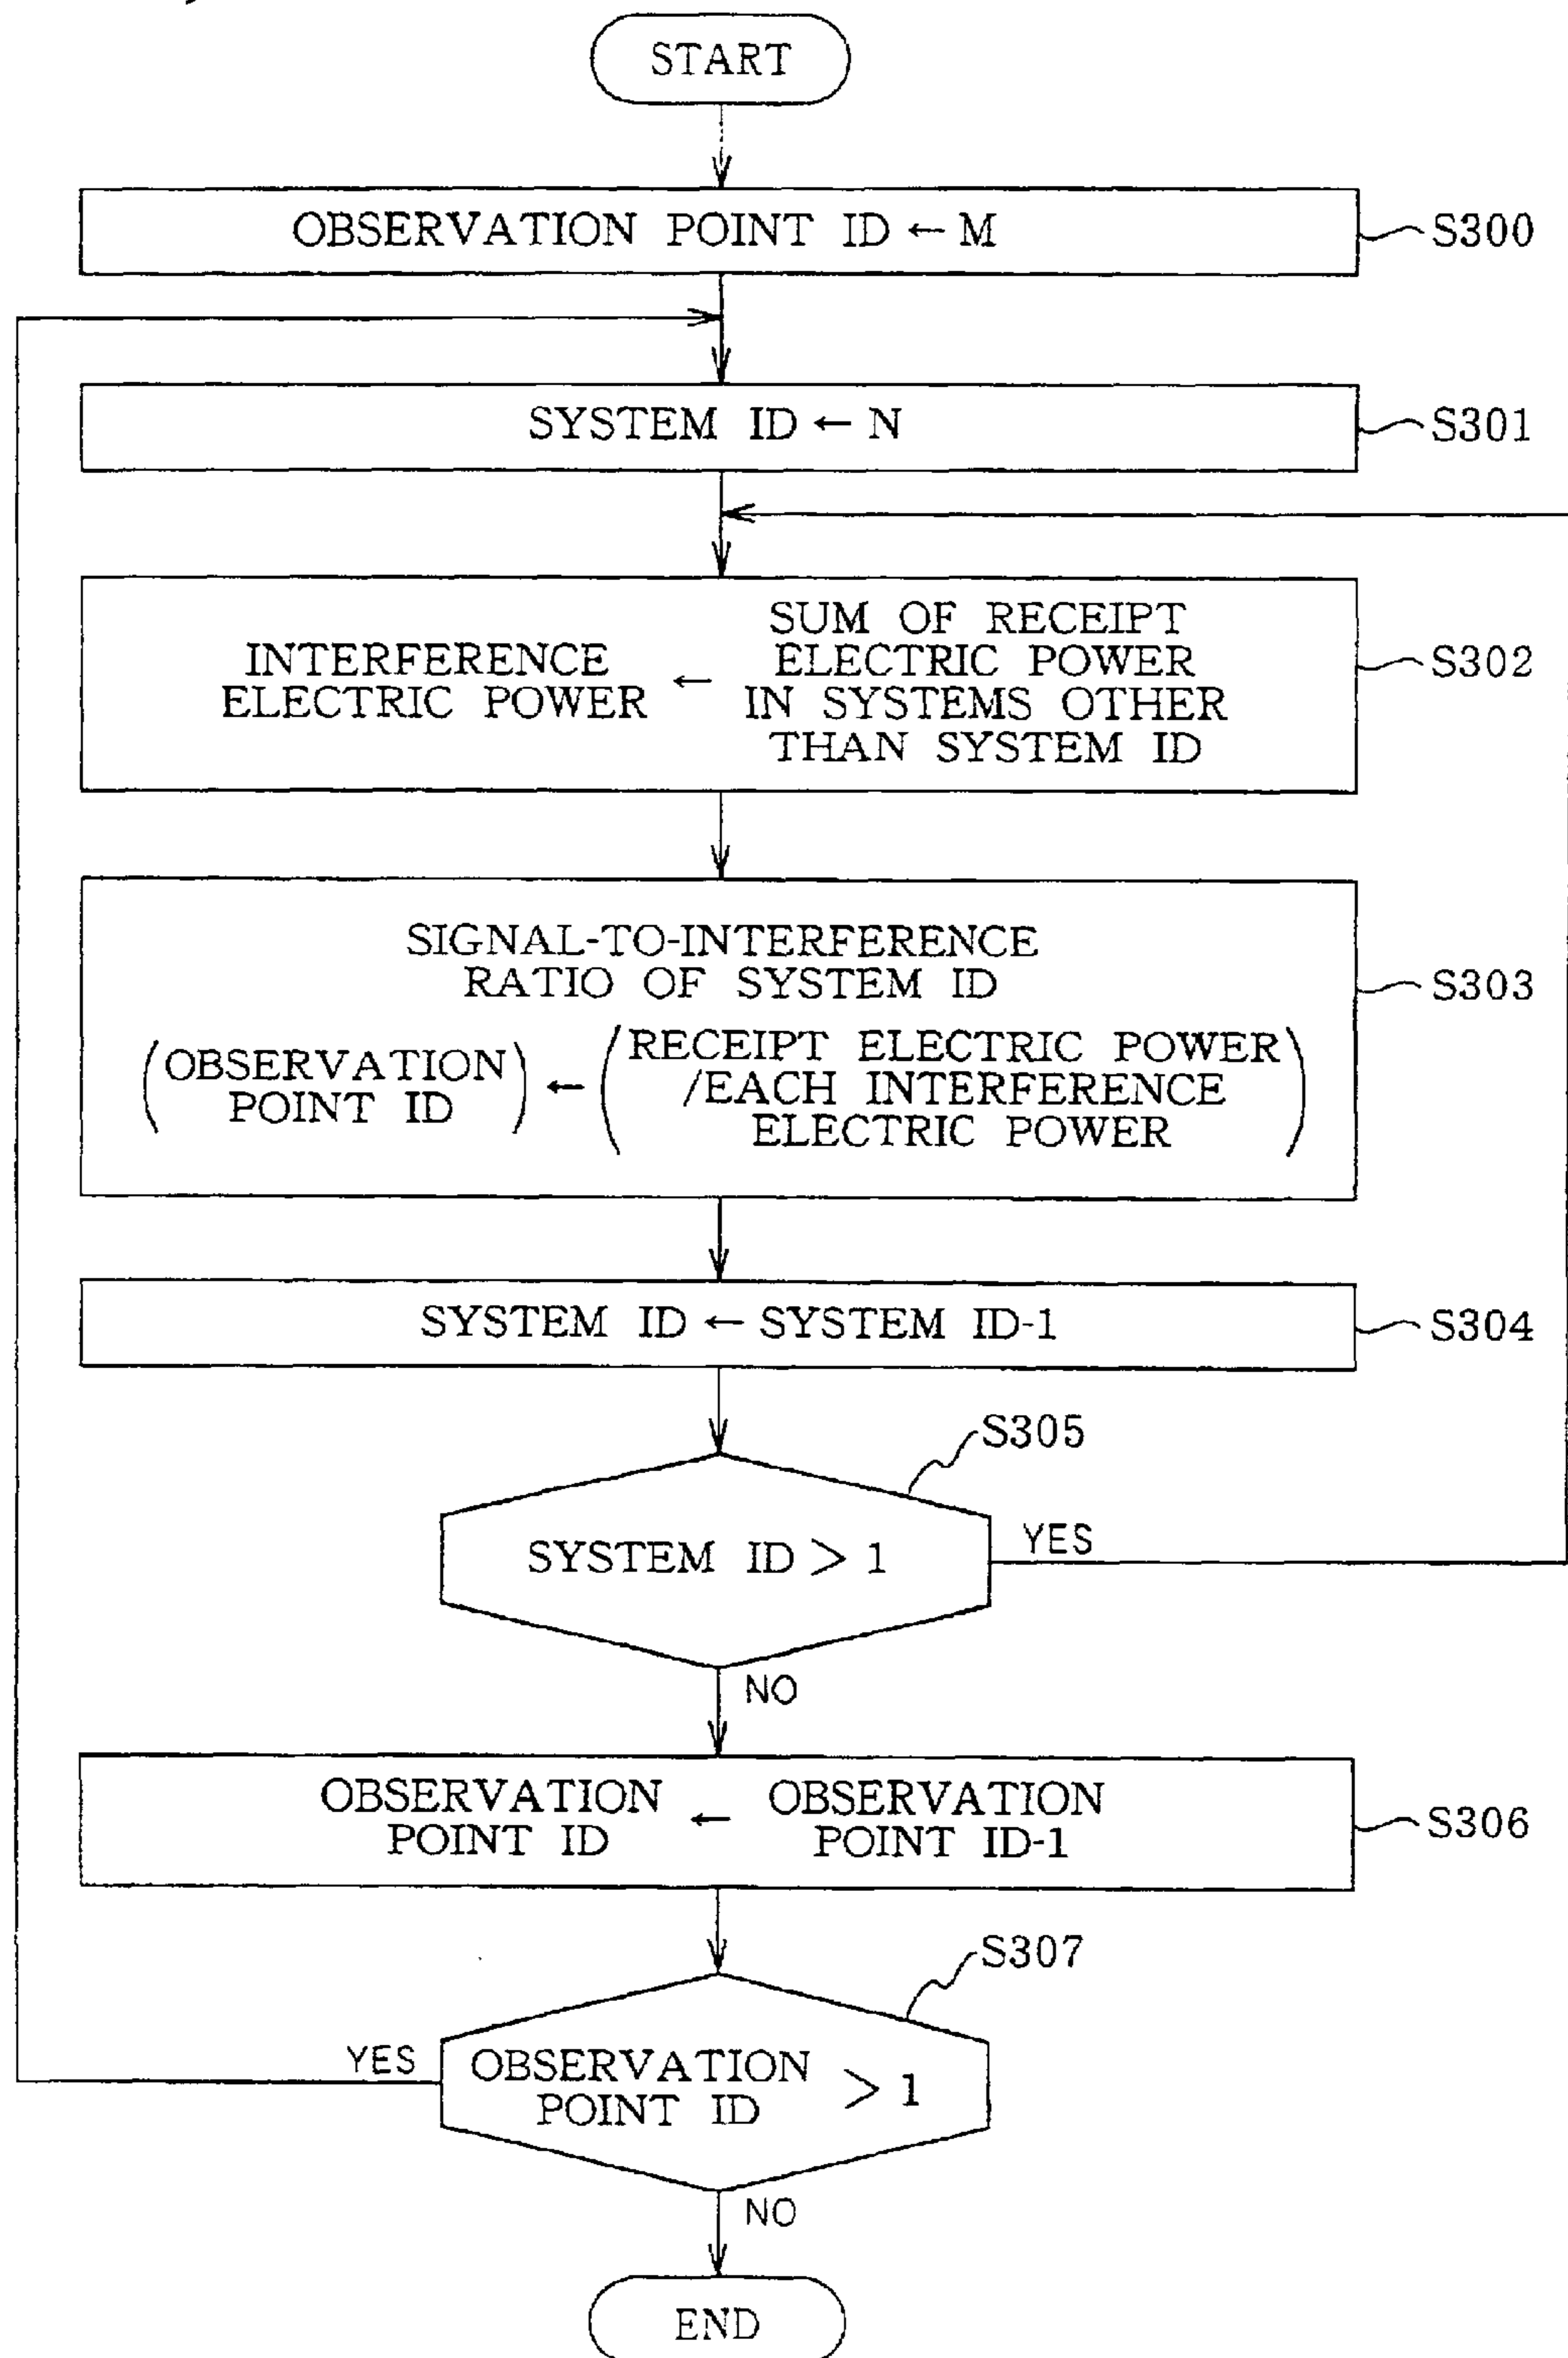 START
OBSERVATION POINT ID ← M
S300
SYSTEM ID ← N
S301
INTERFERENCE
ELECTRIC POWER
←
SUM OF RECEIPT
ELECTRIC POWER
IN SYSTEMS OTHER
THAN SYSTEM ID
S302
SIGNAL-TO-INTERFERENCE
RATIO OF SYSTEM ID
(OBSERVATION
POINT ID)
←
(RECEIPT ELECTRIC POWER
/EACH INTERFERENCE
ELECTRIC POWER)
S303
SYSTEM ID ← SYSTEM ID-1
S304
S305
SYSTEM ID > 1
YES
NO
OBSERVATION
POINT ID
←
OBSERVATION
POINT ID-1
S306
S307
YES
OBSERVATION
POINT ID
> 1
NO
END